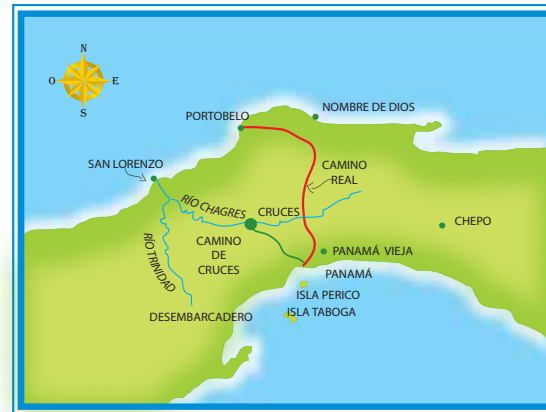 N
O
E
S
NOMBRE DE DIOS
PORTOBELO
SAN LORENZO
CAMINO
REAL
RÍO CHAGRES
CRUCES
CHEPO
CAMINO
DE
CRUCES
RÍO TRINIDAD
PANAMÁ VIEJA
PANAMÁ
ISLA PERICO
ISLA TABOGA
DESEMBARCADERO